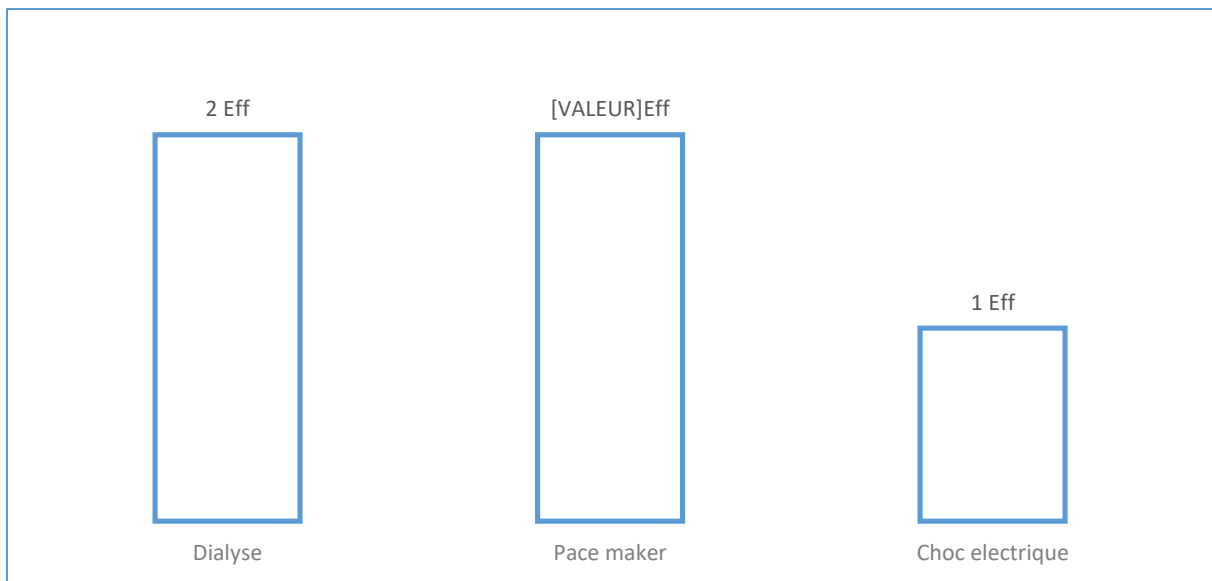 2 Eff
[VALEUR]Eff
1 Eff
Dialyse
Pace maker
Choc electrique